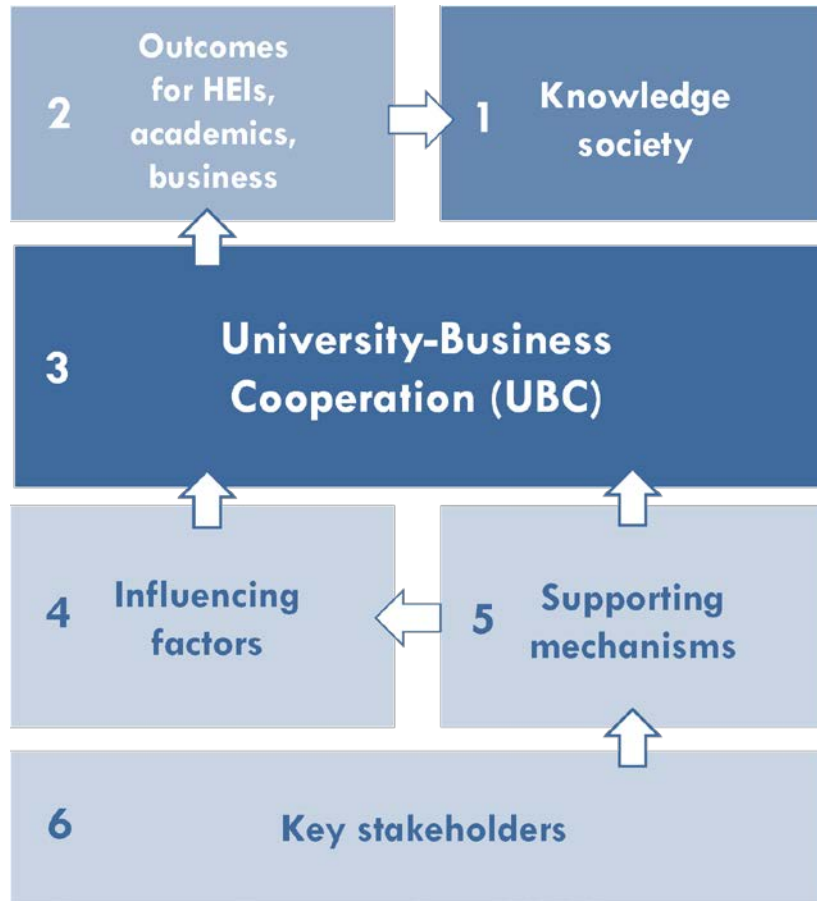 2
Outcomes
for HEIs,
academics,
business
1
Knowledge
society
3
University-Business
Cooperation (UBC)
4
Influencing
factors
5
Supporting
mechanisms
6
Key stakeholders